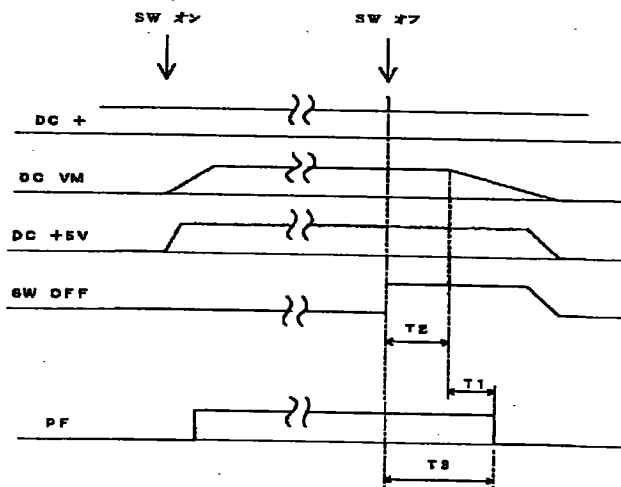 SW オン
SW オフ
DC +
DC VM
DC +5V
SW OFF
T2
T1
PF
T3